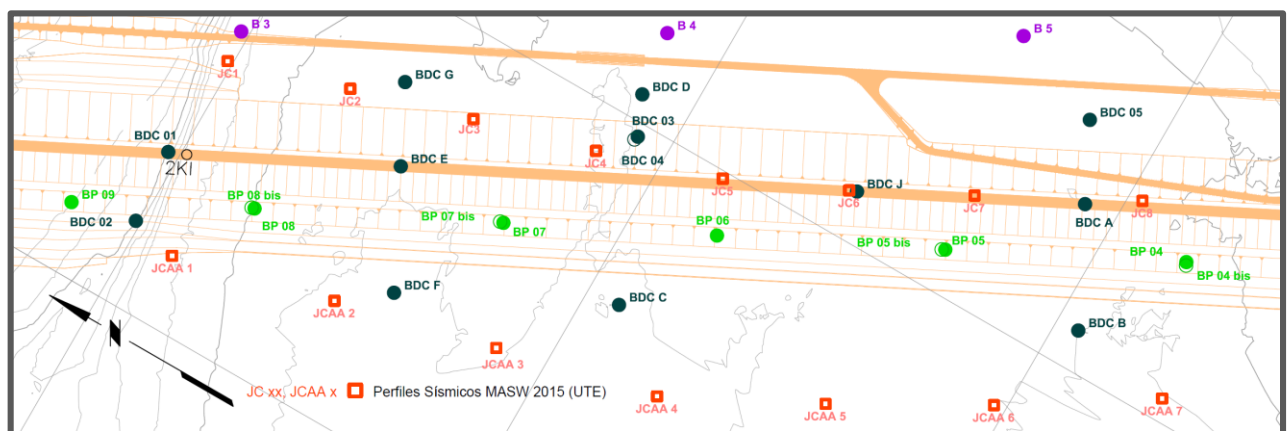 B 3
B 4
B 5
JC1
BDC G
JC2
BDC D
JC3
BDC 05
BDC 01
BDC 03
JC4
BDC 04
2KI
BDC E
JC5
BDC J
JC6
JC7
JC8
BP 09
BP 08 bis
BDC A
BDC 02
BP 08
BP 07 bis
BP 07
BP 06
BP 05 bis
BP 05
BP 04
JCAA 1
BP 04 bis
BDC F
BDC C
JCAA 2
N
BDC B
JCAA 3
JC xx, JCAA x Perfiles Sísmicos MASW 2015 (UTE)
JCAA 4
JCAA 5
JCAA 6
JCAA 7